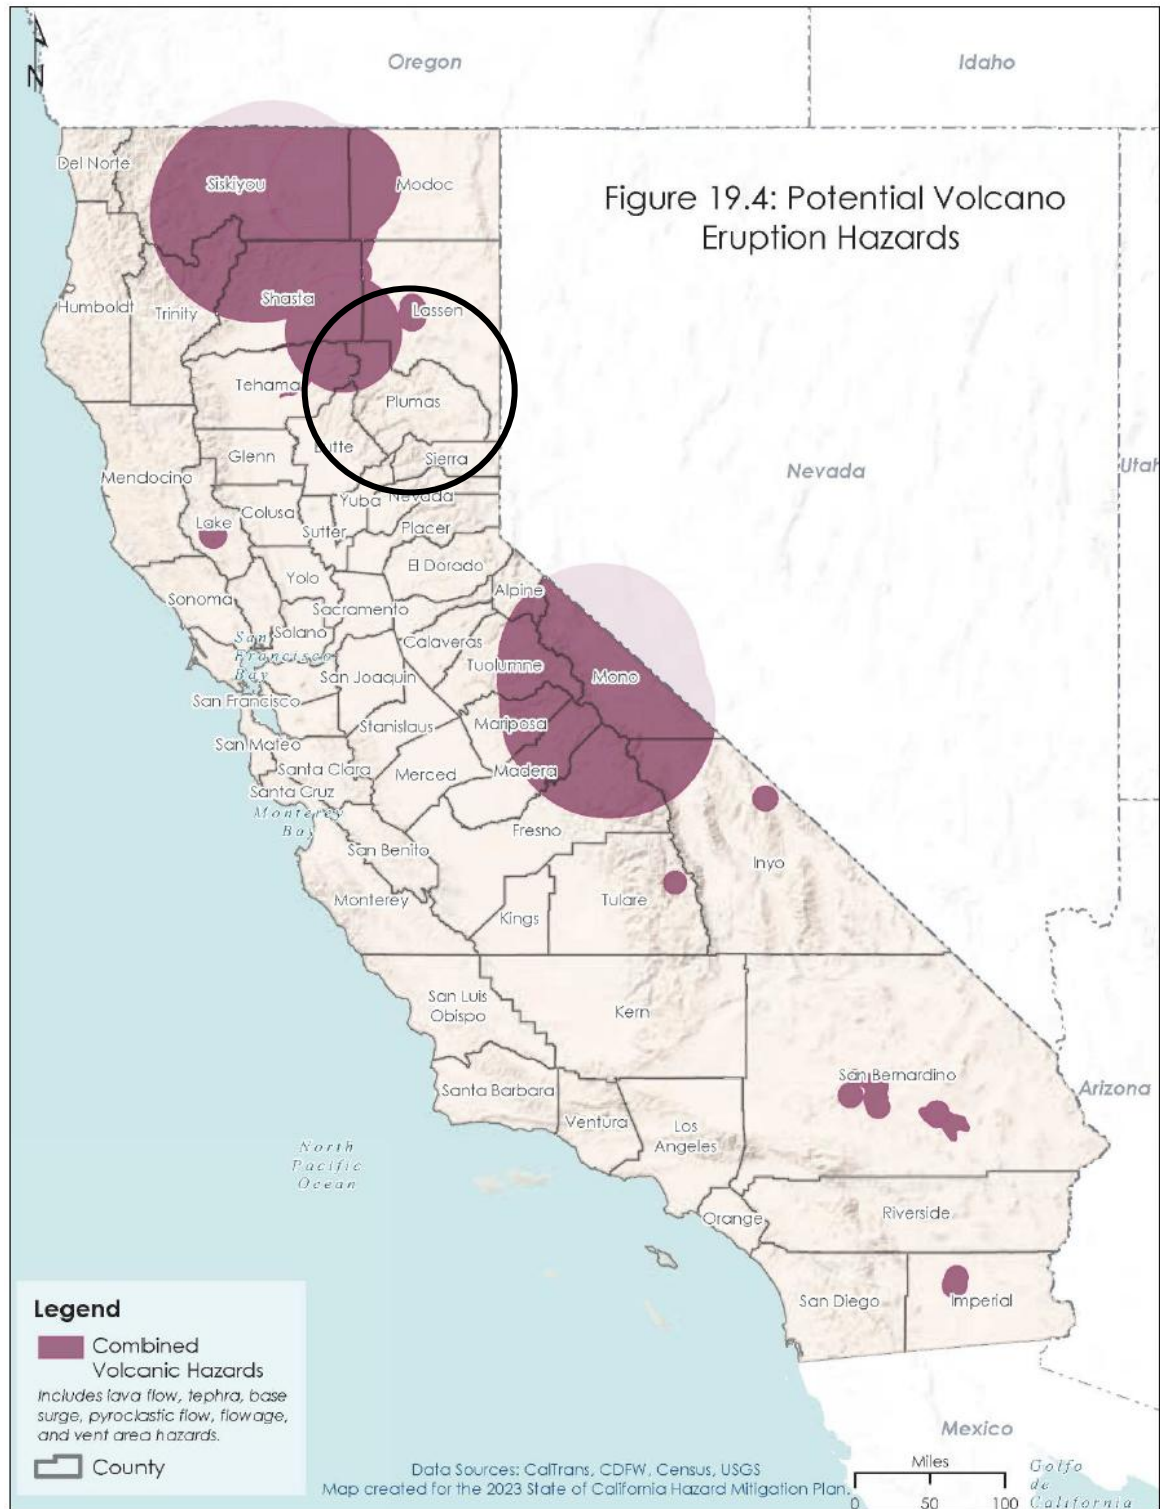 N
Oregon
Idaho
Figure 19.4: Potential Volcano
Eruption Hazards
Del Norte
Siskiyou
Modoc
Humboldt
Trinity
Shasta
Lassen
Tehama
Plumas
Glenn
Butte
Sierra
Mendocino
Nevada
Utah
Lake
Colusa
Yuba
Nevada
Sutter
Placer
El Dorado
Yolo
Alpine
Sonoma
Sacramento
Solano
Calaveras
San
Francisco
Bay
Tuolumne
Mono
San Joaquin
San Francisco
Stanislaus
Mariposa
San Mateo
Santa Clara
Merced
Madera
Santa Cruz
Monterey
Bay
Fresno
San Benito
Inyo
Monterey
Kings
Tulare
San Luis
Obispo
Kern
San Bernardino
Santa Barbara
Arizona
Ventura
Los
Angeles
North
Pacific
Ocean
Orange
Riverside
San Diego
Imperial
Legend
Combined
Volcanic Hazards
Includes lava flow, tephra, base
surge, pyroclastic flow, flowage,
and vent area hazards.
County
Mexico
Data Sources: CalTrans, CDFW, Census, USGS
Map created for the 2023 State of California Hazard Mitigation Plan.
Miles
0 50 100
Golfo
de
California